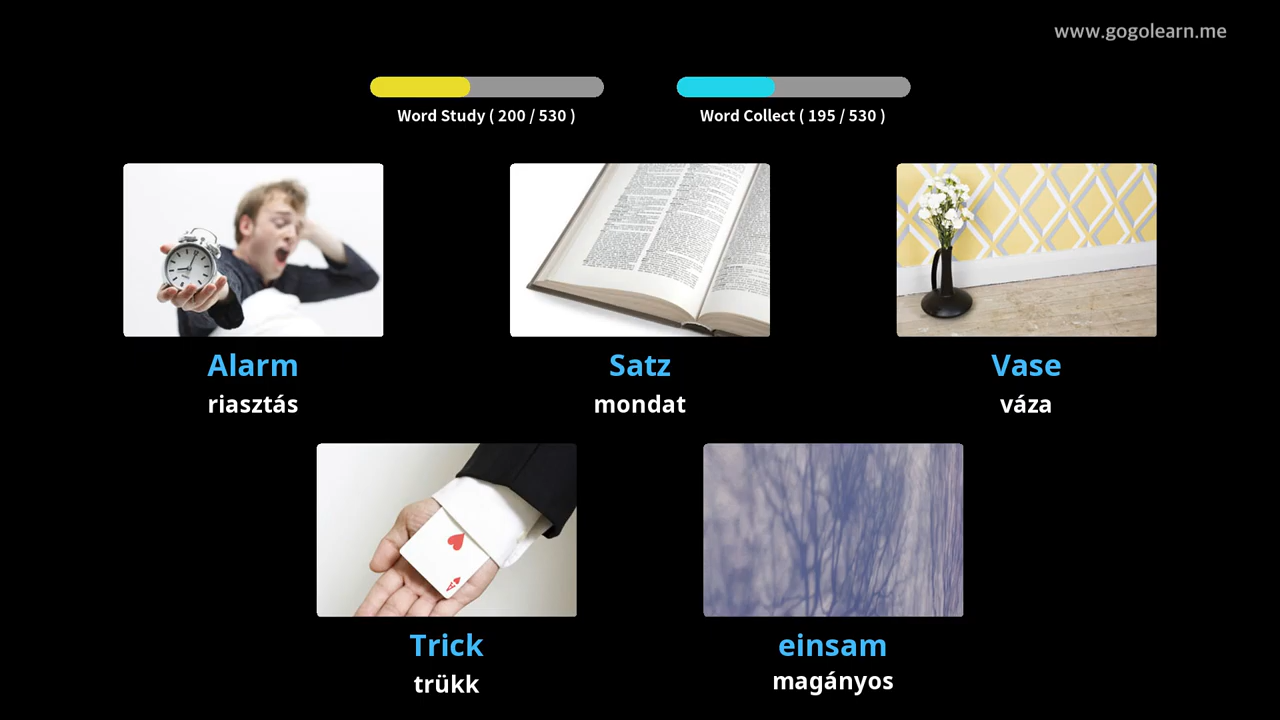 www.gogolearn.me
Word Study ( 200 / 530 )
Word Collect ( 195 / 530 )
Alarm
riasztás
Satz
mondat
Vase
váza
Trick
trükk
einsam
magányos